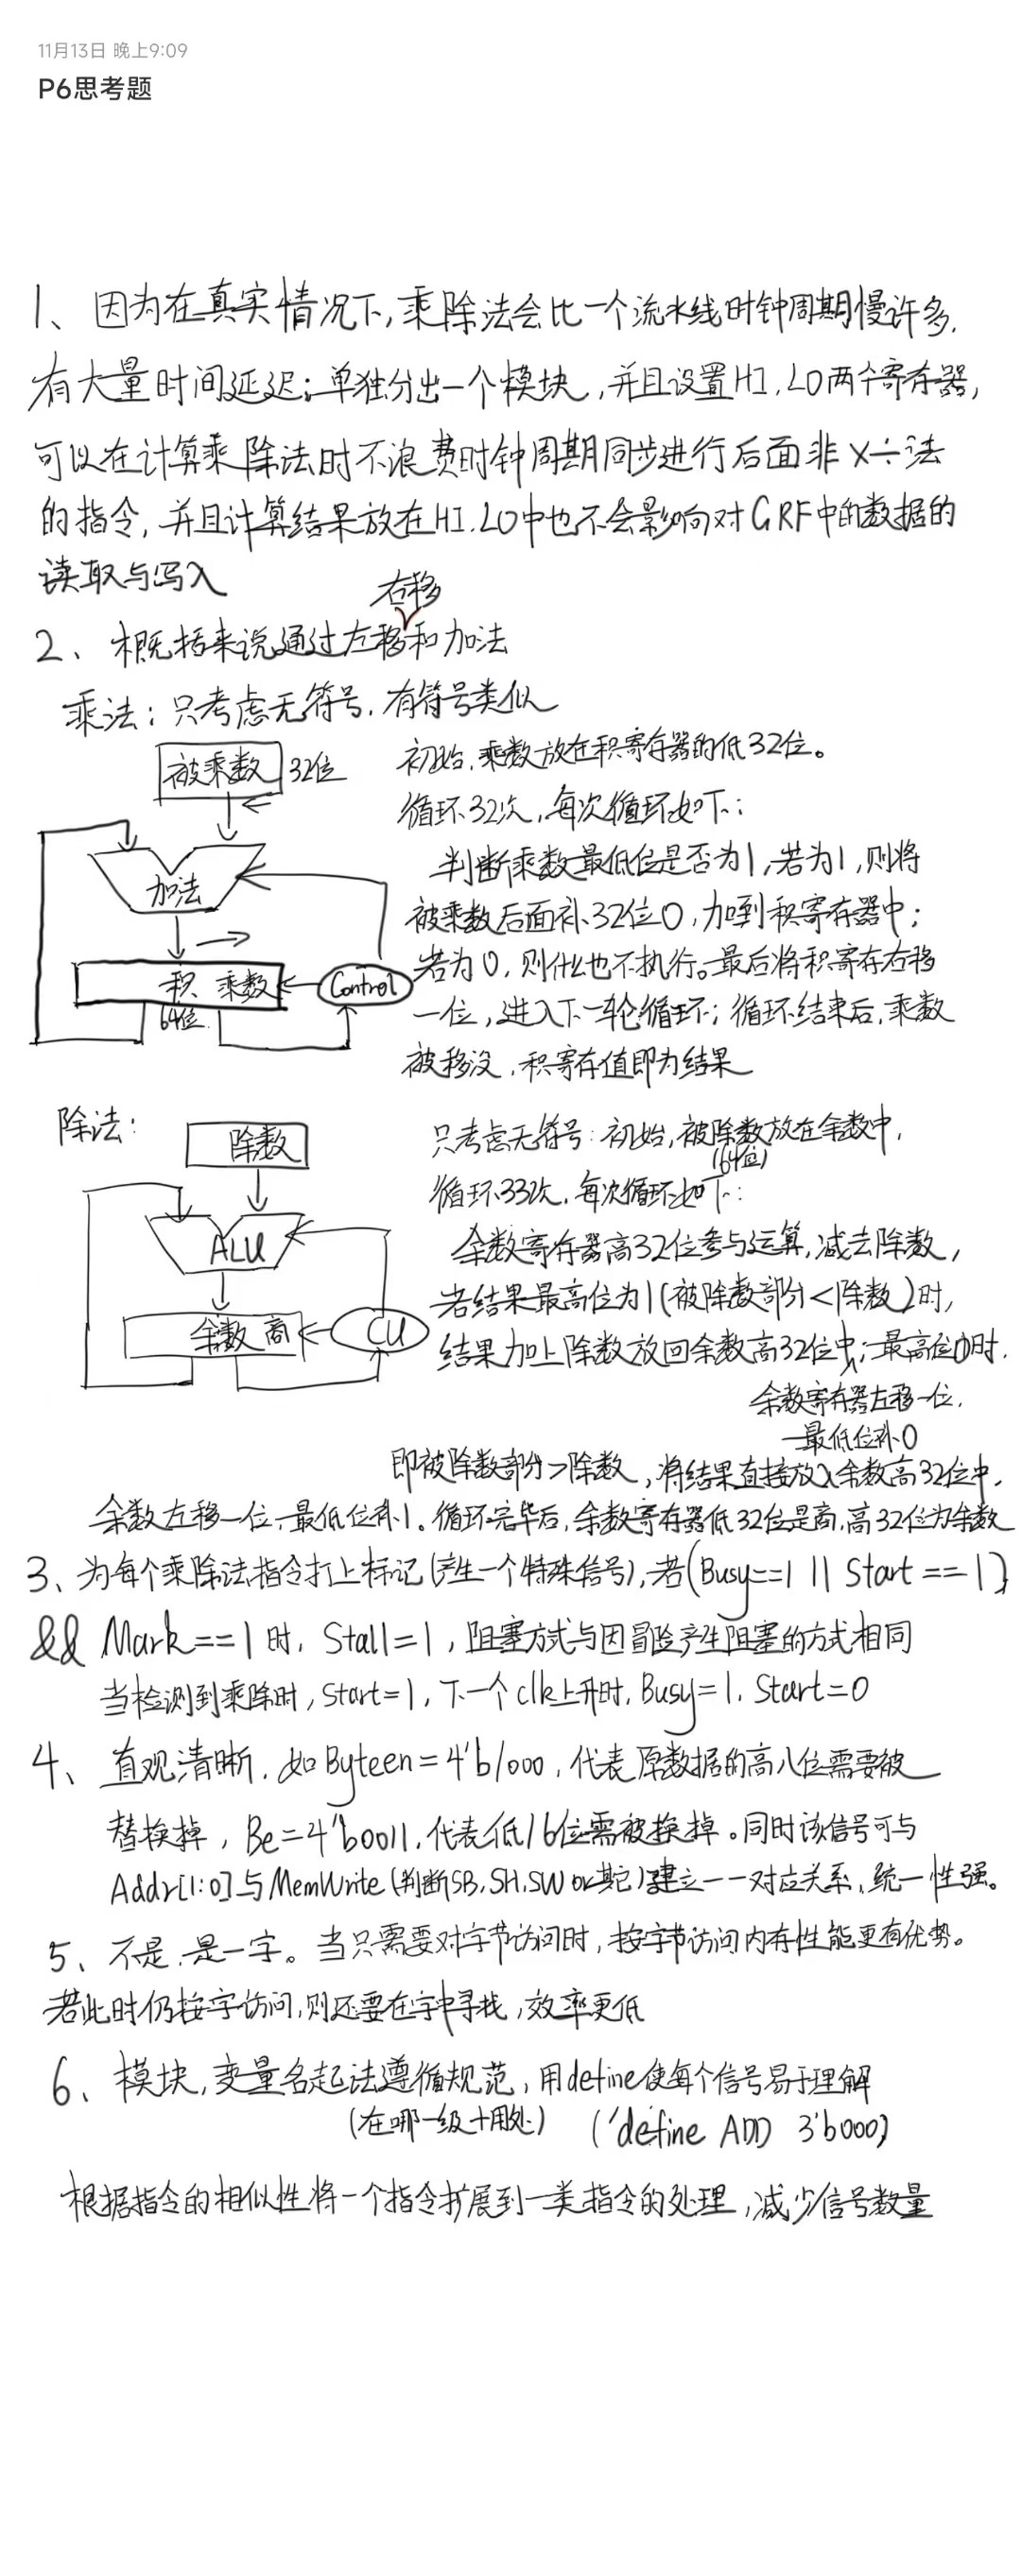 11月13日 晚上9:09
P6思考题
1、因为在真实情况下,乘除法会比一个流水线时钟周期慢许多.
有大量时间延迟;单独分出一个模块,并且设置HI,LO两个寄存器,
可以在计算乘除法时不浪费时钟周期同步进行后面非×÷法
的指令,并且计算结果放在HI.LO中也不会影响对GRF中的数据的
读取与写入
右移
2、概括来说通过左移和加法
乘法:只考虑无符号.有符号类似
被乘数 32位
加法
积 乘数
Control
64位
初始,乘数放在积寄存器的低32位。
循环32次,每次循环如下:
判断乘数最低位是否为1,若为1,则将
被乘数后面补32位0,加到积寄存器中;
若为0,则什么也不执行。最后将积寄存右移
一位,进入下一轮循环;循环结束后,乘数
被移没,积寄存值即为结果
除法:
除数
ALU
余数 商
CU
只考虑无符号:初始,被除数放在余数中,
(64位)
循环33次,每次循环如下:
余数寄存器高32位参与运算,减去除数,
若结果最高位为1(被除数部分<除数)时,
结果加上除数放回余数高32位中;最高位0时.
余数寄存器左移一位,
最低位补0
即被除数部分>除数,将结果直接放入余数高32位中,
余数左移一位,最低位补1。循环完毕后,余数寄存器低32位是商,高32位为余数
3、为每个乘除法指令打上标记(产生一个特殊信号),若(Busy==1 || Start==1)
&& Mark==1时, Stall=1,阻塞方式与因冒险产生阻塞的方式相同
当检测到乘除时,Start=1,下一个clk上升时,Busy=1. Start=0
4、直观清晰.如Byteen=4'b1000,代表原数据的高八位需要被
替换掉,Be=4'b0011,代表低16位需被换掉。同时该信号可与
Addr[1:0]与MemWrite(判断SB,SH,SW or其它)建立一一对应关系,统一性强。
5、不是.是一字。当只需要对字节访问时,按字节访问内存性能更有优势。
若此时仍按字访问,则还要在字中寻找,效率更低
6、模块,变量名起法遵循规范,用define使每个信号易于理解
(在哪一级+用处) ('define ADD 3'b000)
根据指令的相似性将一个指令扩展到一类指令的处理,减少信号数量